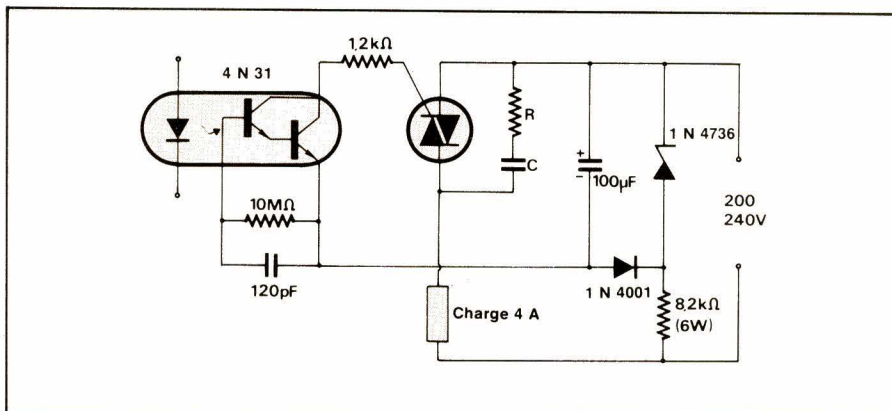 1,2kΩ
4 N 31
R
C
1 N 4736
100µF
+
−
200
240V
10MΩ
120pF
1 N 4001
Charge 4 A
8,2kΩ
(6W)